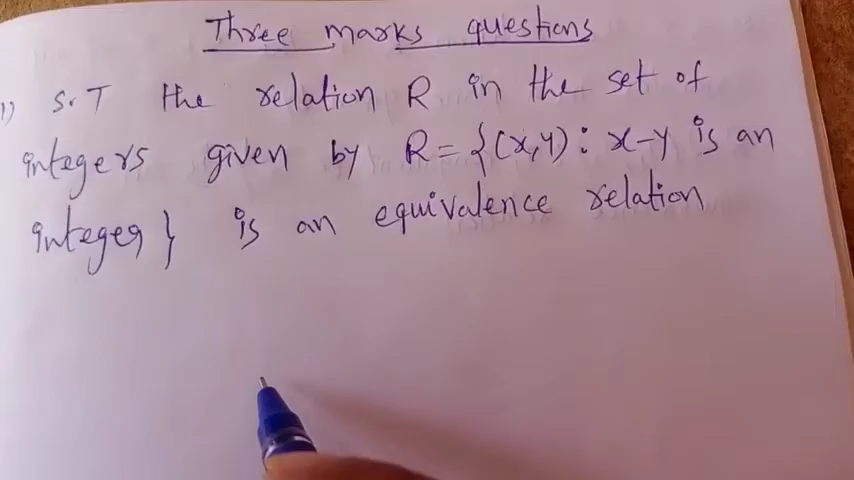 Three marks questions
1) S.T the relation R in the set of
integers given by R = {(x,y) : x-y is an
integer} is an equivalence relation